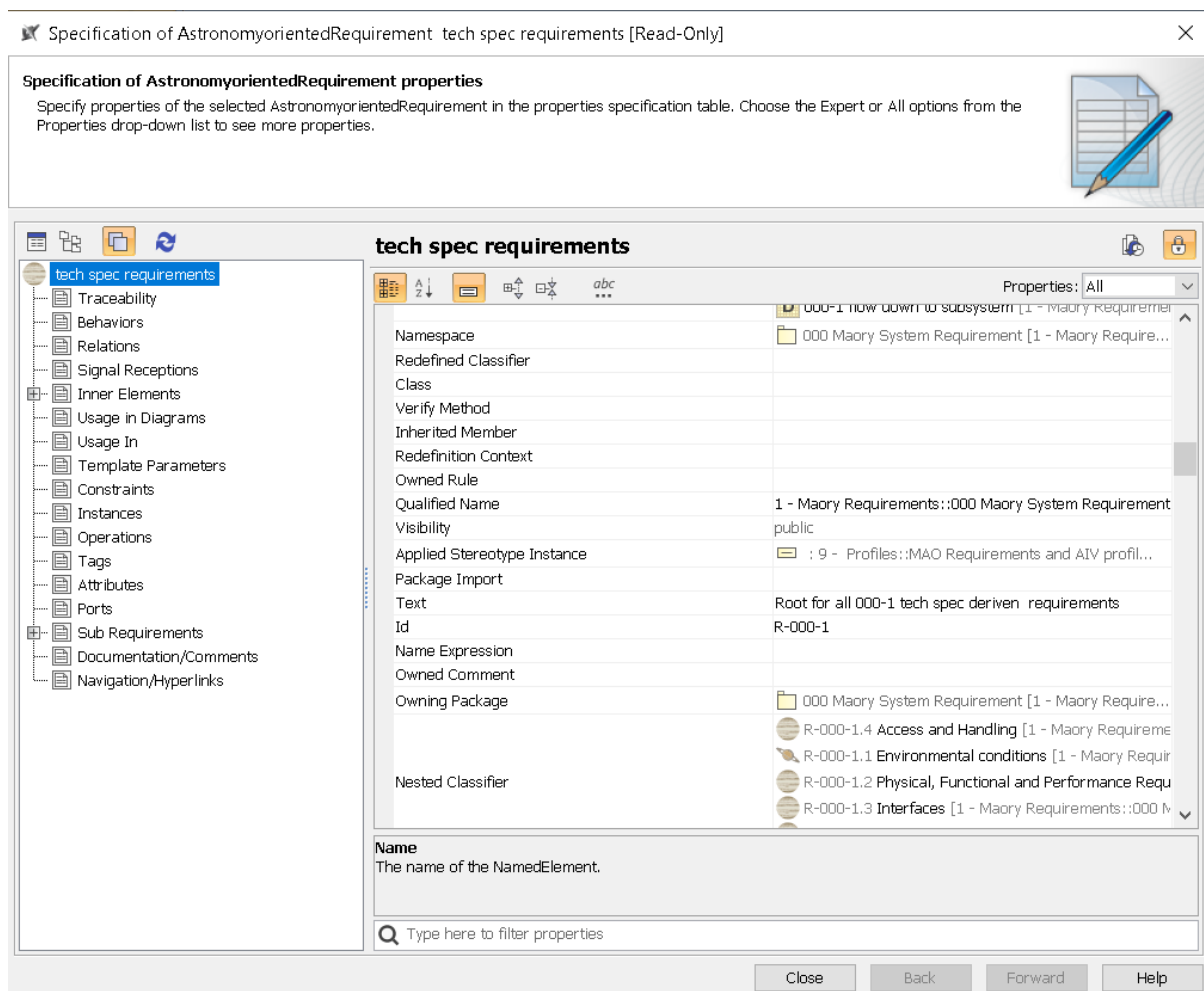 Specification of AstronomyorientedRequirement tech spec requirements [Read-Only]
Specification of AstronomyorientedRequirement properties
Specify properties of the selected AstronomyorientedRequirement in the properties specification table. Choose the Expert or All options from the
Properties drop-down list to see more properties.
tech spec requirements
Traceability
Behaviors
Relations
Signal Receptions
Inner Elements
Usage in Diagrams
Usage In
Template Parameters
Constraints
Instances
Operations
Tags
Attributes
Ports
Sub Requirements
Documentation/Comments
Navigation/Hyperlinks
tech spec requirements
abc
Properties: All
000-1 flow down to subsystem [1 - Maory Requiremer
Namespace 000 Maory System Requirement [1 - Maory Require...
Redefined Classifier
Class
Verify Method
Inherited Member
Redefinition Context
Owned Rule
Qualified Name 1 - Maory Requirements::000 Maory System Requirement
Visibility public
Applied Stereotype Instance : 9 - Profiles::MAO Requirements and AIV profil...
Package Import
Text Root for all 000-1 tech spec deriven requirements
Id R-000-1
Name Expression
Owned Comment
Owning Package 000 Maory System Requirement [1 - Maory Require...
Nested Classifier
R-000-1.4 Access and Handling [1 - Maory Requireme
R-000-1.1 Environmental conditions [1 - Maory Requir
R-000-1.2 Physical, Functional and Performance Requ
R-000-1.3 Interfaces [1 - Maory Requirements::000 M
Name
The name of the NamedElement.
Type here to filter properties
Close Back Forward Help